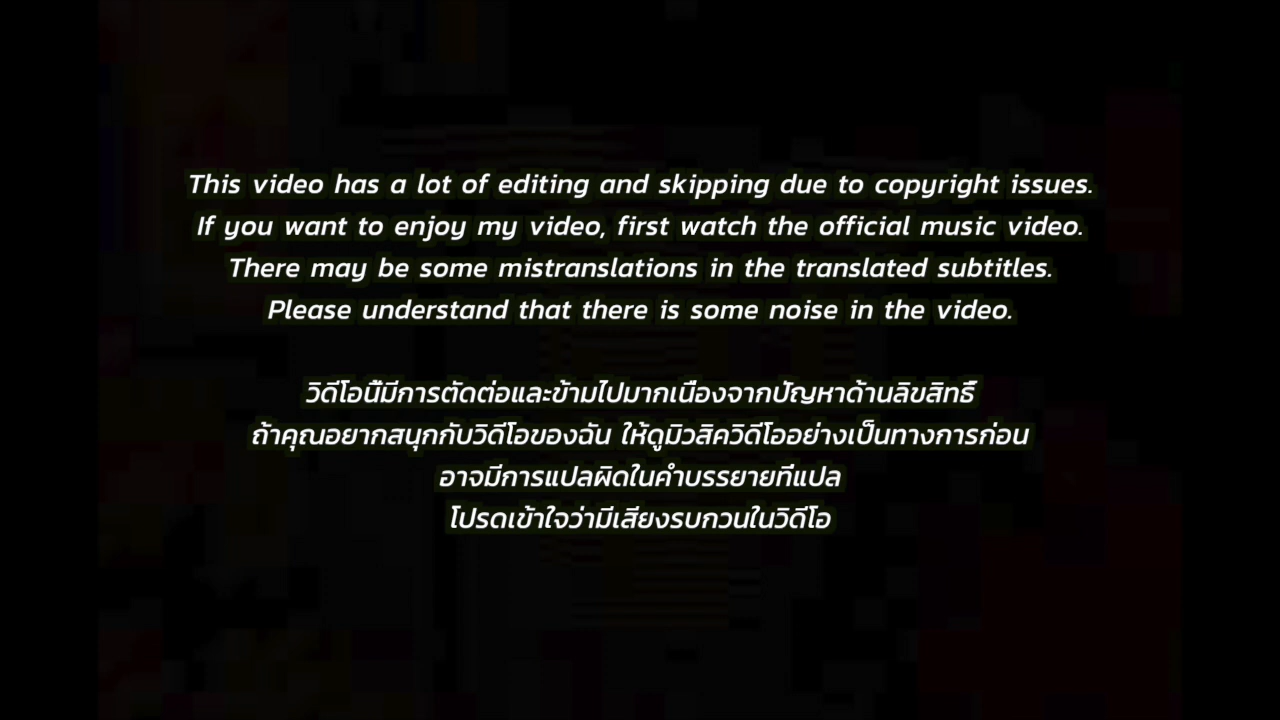 This video has a lot of editing and skipping due to copyright issues.
If you want to enjoy my video, first watch the official music video.
There may be some mistranslations in the translated subtitles.
Please understand that there is some noise in the video.
วิดีโอนี้มีการตัดต่อและข้ามไปมากเนื่องจากปัญหาด้านลิขสิทธิ์
ถ้าคุณอยากสนุกกับวิดีโอของฉัน ให้ดูมิวสิควิดีโออย่างเป็นทางการก่อน
อาจมีการแปลผิดในคำบรรยายที่แปล
โปรดเข้าใจว่ามีเสียงรบกวนในวิดีโอ